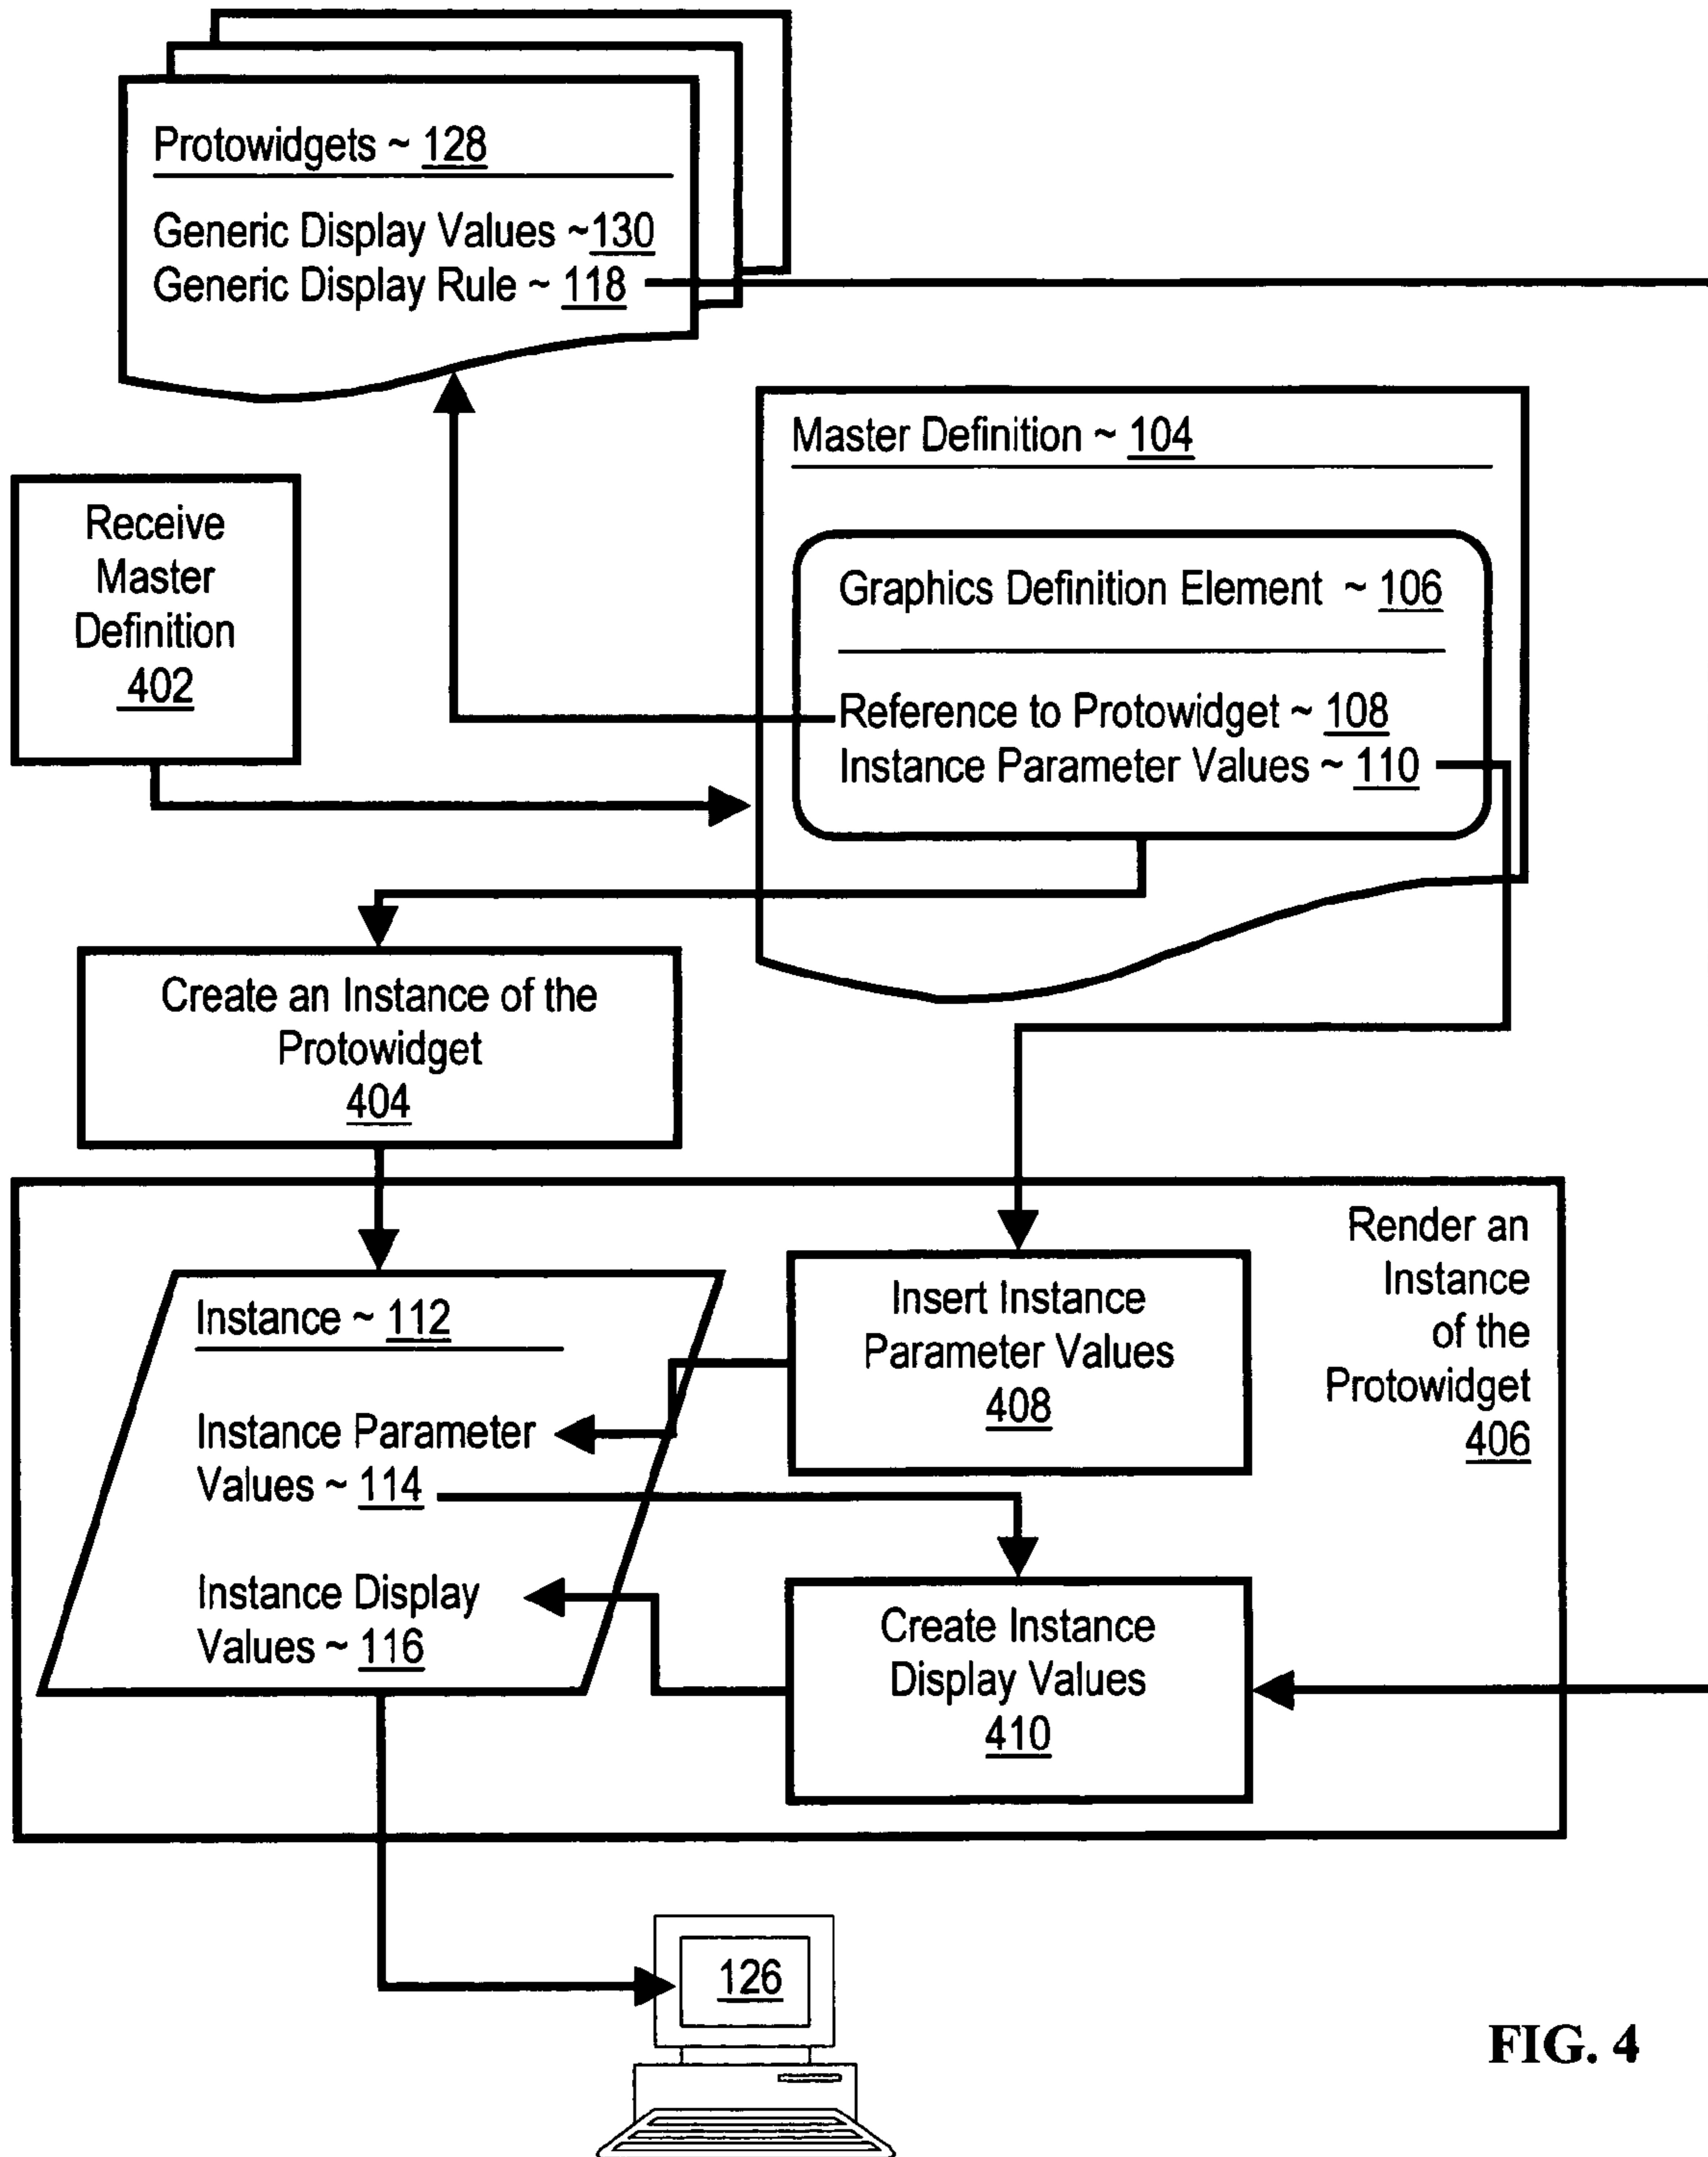 Protowidgets ~ 128
Generic Display Values ~130
Generic Display Rule ~ 118
Master Definition ~ 104
Receive
Master
Definition
402
Graphics Definition Element ~ 106
Reference to Protowidget ~ 108
Instance Parameter Values ~ 110
Create an Instance of the
Protowidget
404
Render an
Instance
of the
Protowidget
406
Instance ~ 112
Instance Parameter
Values ~ 114
Instance Display
Values ~ 116
Insert Instance
Parameter Values
408
Create Instance
Display Values
410
126
FIG. 4